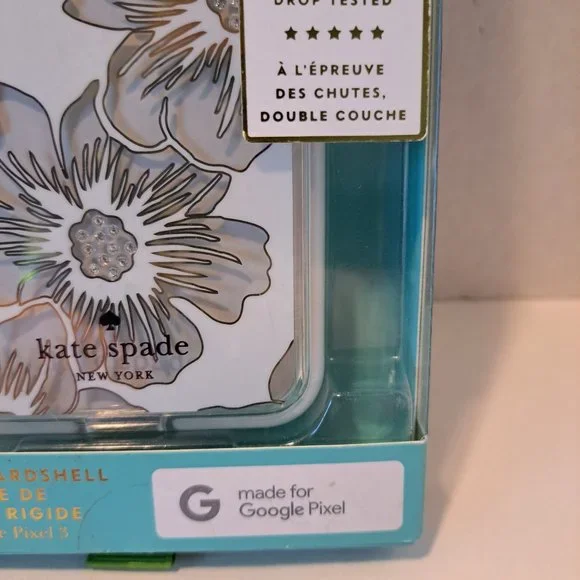 DROP TESTED
À L'ÉPREUVE
DES CHUTES,
DOUBLE COUCHE
kate spade
NEW YORK
DE
RIGIDE
Pixel 3
G made for
Google Pixel